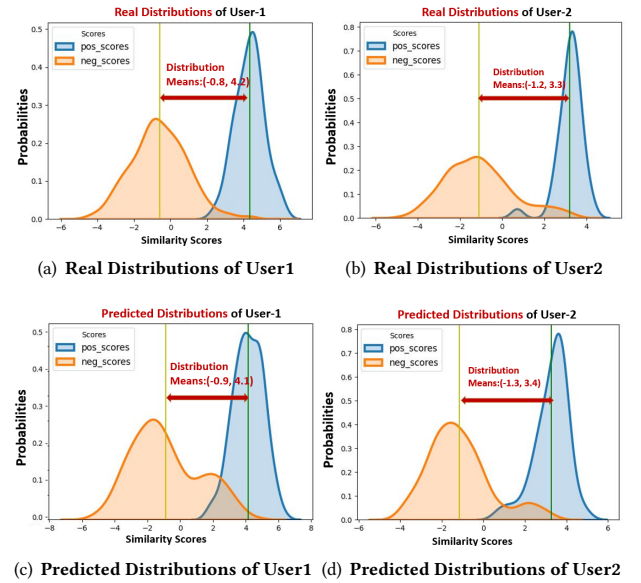 Real Distributions of User-1
Scores
pos_scores
neg_scores
Distribution
Means:(-0.8, 4.2)
Probabilities
0.5
0.4
0.3
0.2
0.1
0.0
-6 -4 -2 0 2 4 6
Similarity Scores
(a) Real Distributions of User1
Real Distributions of User-2
Scores
pos_scores
neg_scores
Distribution
Means:(-1.2, 3.3)
Probabilities
0.8
0.7
0.6
0.5
0.4
0.3
0.2
0.1
0.0
-6 -4 -2 0 2 4
Similarity Scores
(b) Real Distributions of User2
Predicted Distributions of User-1
Scores
pos_scores
neg_scores
Distribution
Means:(-0.9, 4.1)
Probabilities
0.5
0.4
0.3
0.2
0.1
0.0
-8 -6 -4 -2 0 2 4 6 8
Similarity Scores
(c) Predicted Distributions of User1
Predicted Distributions of User-2
Scores
pos_scores
neg_scores
Distribution
Means:(-1.3, 3.4)
Probabilities
0.8
0.7
0.6
0.5
0.4
0.3
0.2
0.1
0.0
-6 -4 -2 0 2 4 6
Similarity Scores
(d) Predicted Distributions of User2